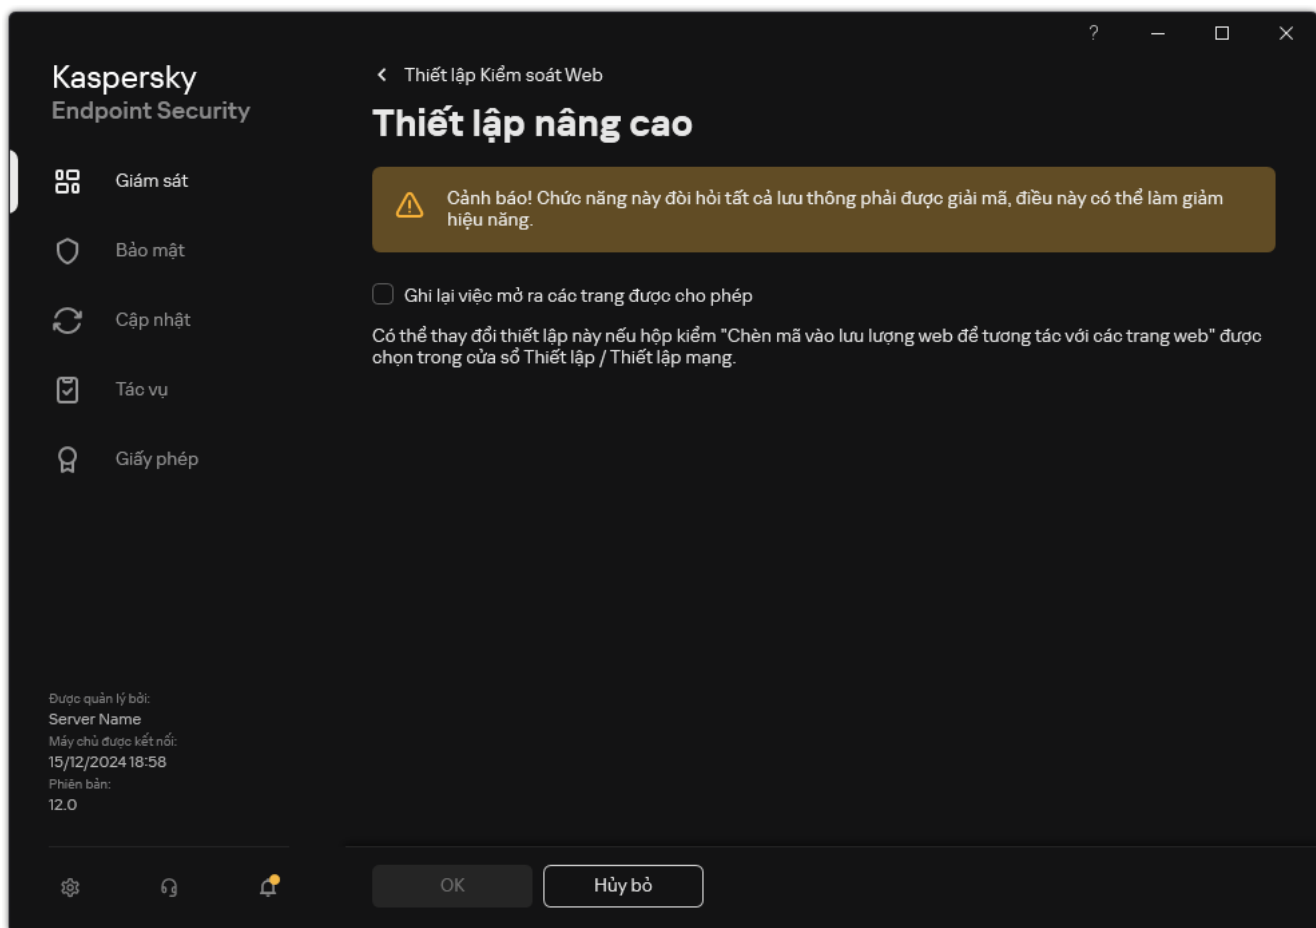 ?
Kaspersky
Endpoint Security
Giám sát
Bảo mật
Cập nhật
Tác vụ
Giấy phép
Được quản lý bởi:
Server Name
Máy chủ được kết nối:
15/12/2024 18:58
Phiên bản:
12.0
Thiết lập Kiểm soát Web
Thiết lập nâng cao
Cảnh báo! Chức năng này đòi hỏi tất cả lưu thông phải được giải mã, điều này có thể làm giảm
hiệu năng.
Ghi lại việc mở ra các trang được cho phép
Có thể thay đổi thiết lập này nếu hộp kiểm "Chèn mã vào lưu lượng web để tương tác với các trang web" được
chọn trong cửa sổ Thiết lập / Thiết lập mạng.
OK
Hủy bỏ